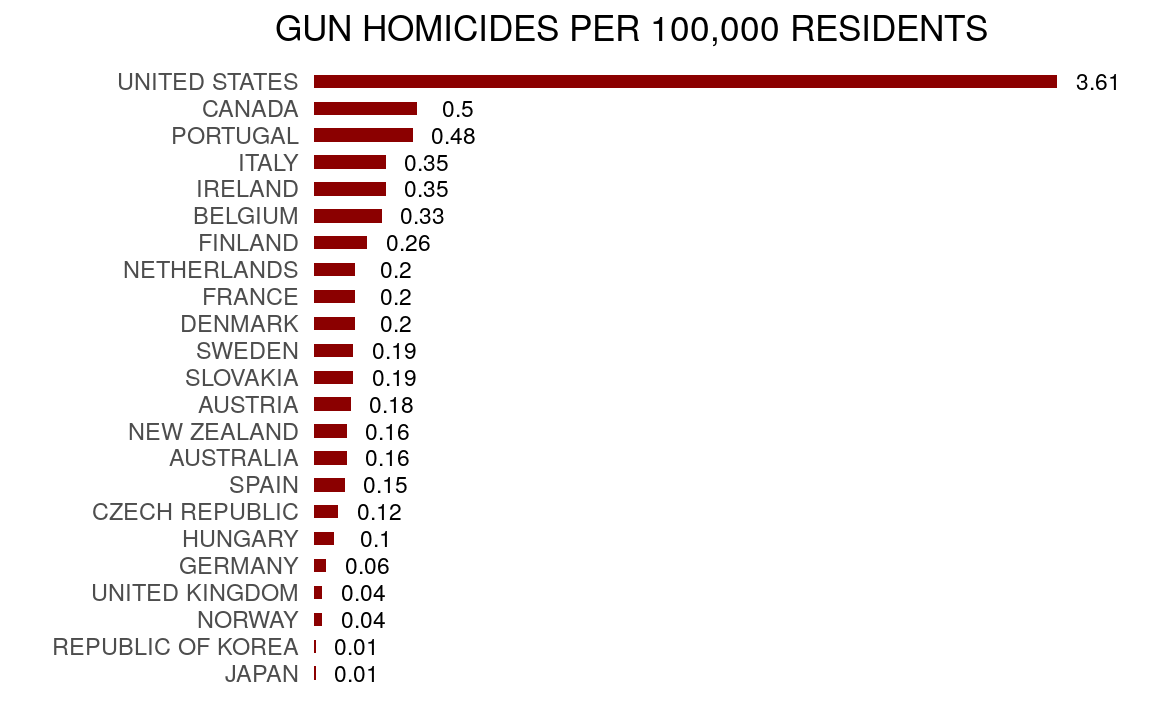 GUN HOMICIDES PER 100,000 RESIDENTS
UNITED STATES 3.61
CANADA 0.5
PORTUGAL 0.48
ITALY 0.35
IRELAND 0.35
BELGIUM 0.33
FINLAND 0.26
NETHERLANDS 0.2
FRANCE 0.2
DENMARK 0.2
SWEDEN 0.19
SLOVAKIA 0.19
AUSTRIA 0.18
NEW ZEALAND 0.16
AUSTRALIA 0.16
SPAIN 0.15
CZECH REPUBLIC 0.12
HUNGARY 0.1
GERMANY 0.06
UNITED KINGDOM 0.04
NORWAY 0.04
REPUBLIC OF KOREA 0.01
JAPAN 0.01